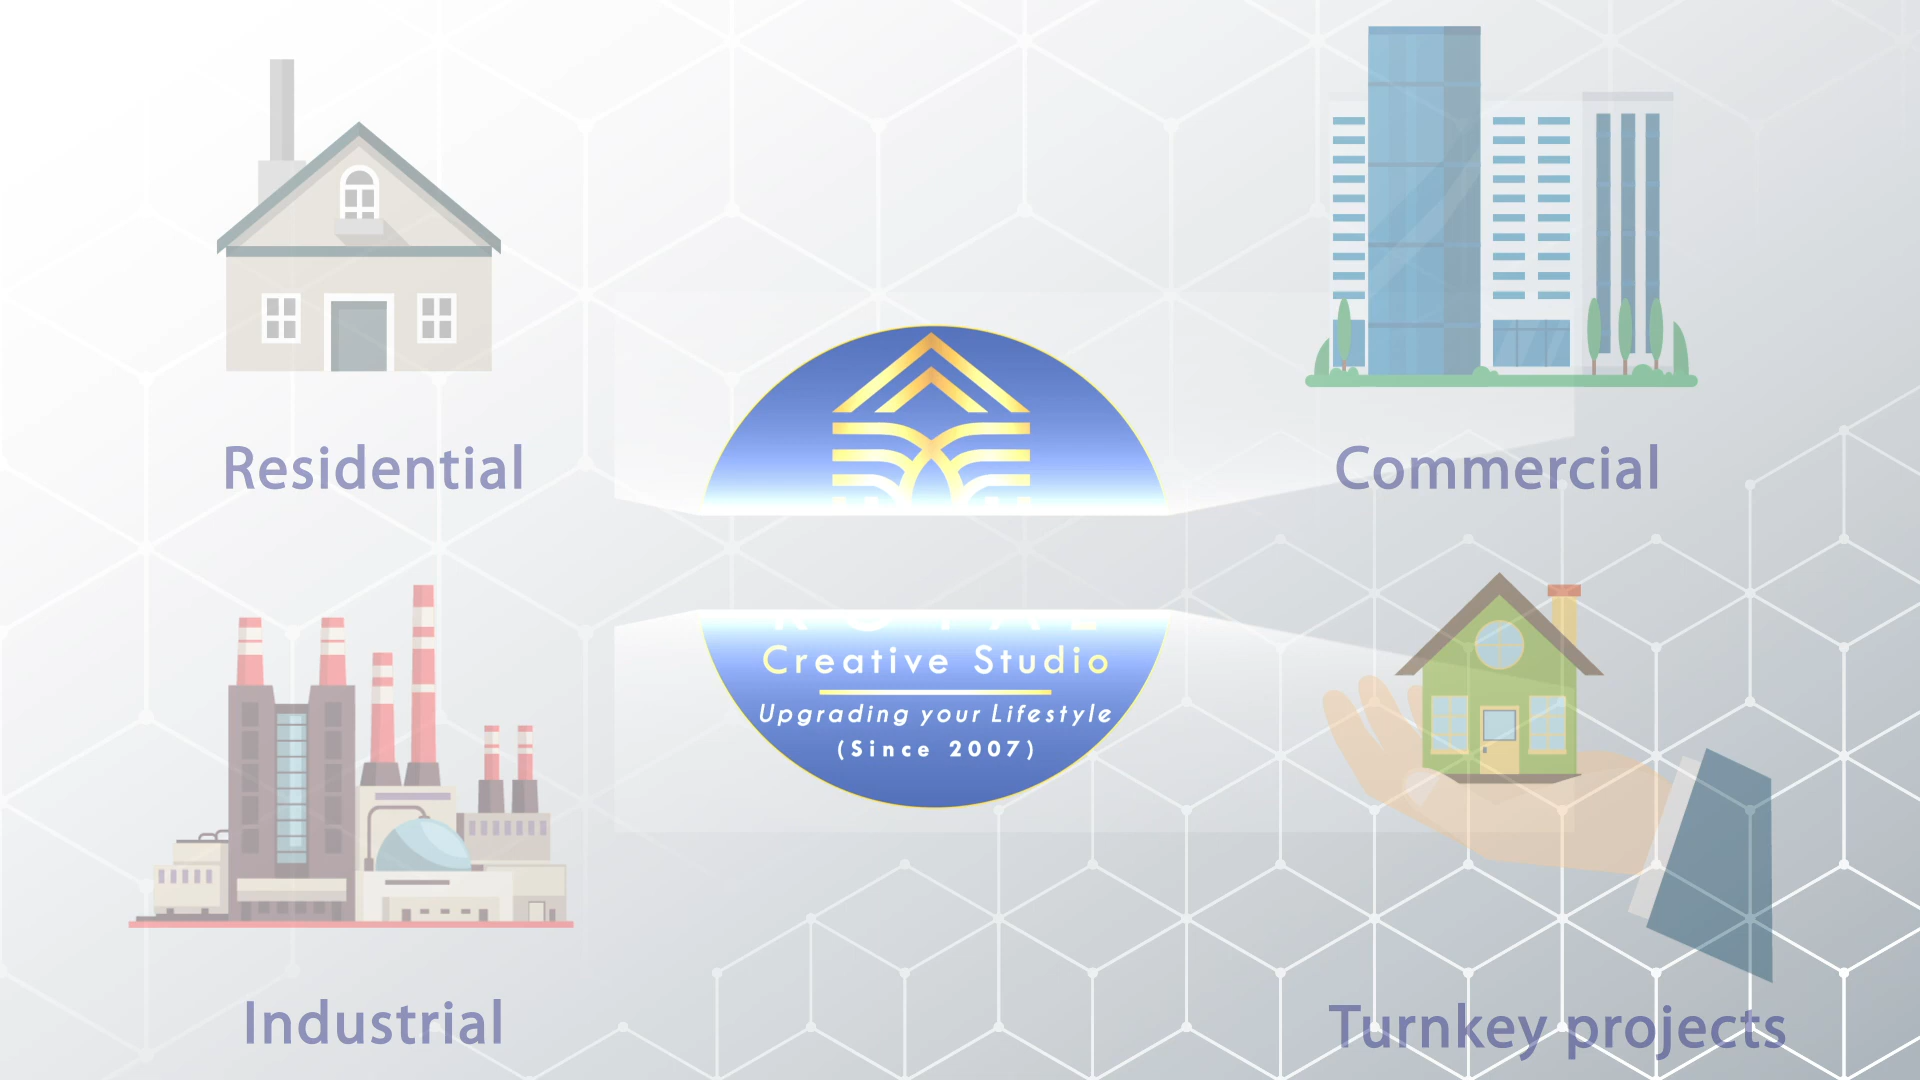 Residential
Commercial
Creative Studio
Upgrading your Lifestyle
(Since 2007)
Industrial
Turnkey projects